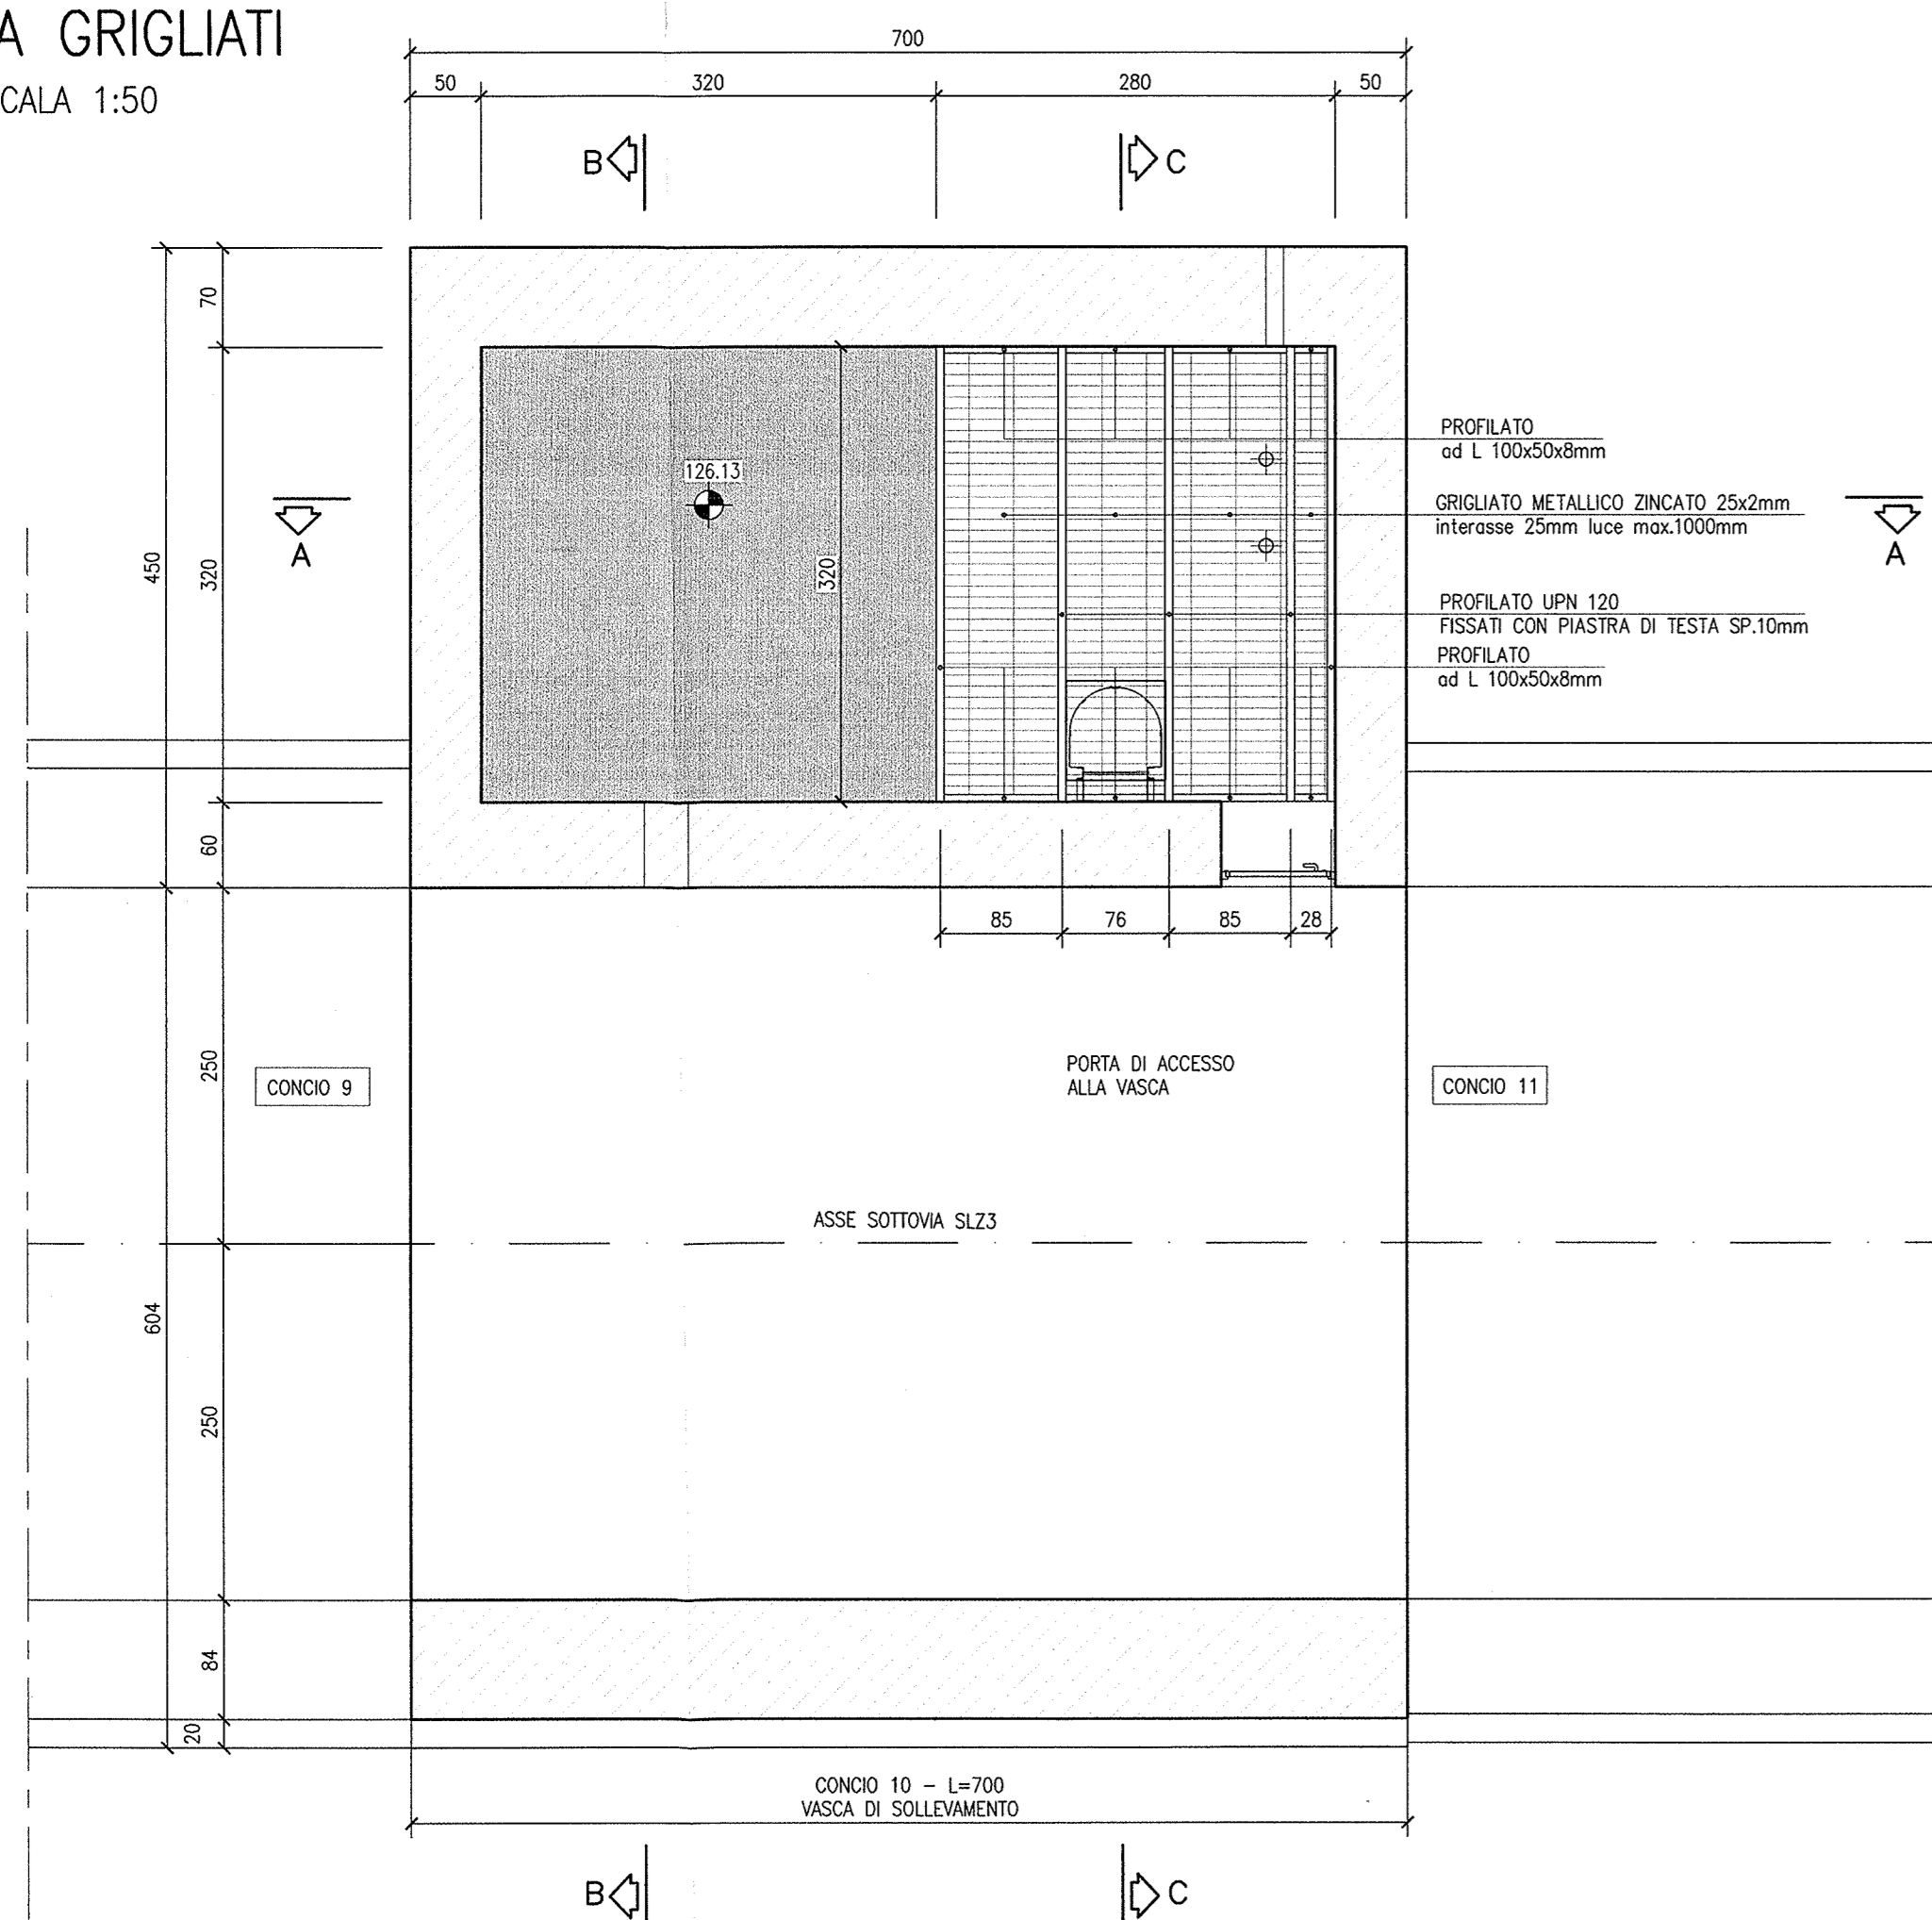 A GRIGLIATI
CALA 1:50
700
50
320
280
50
B
C
70
450
320
60
126.13
320
A
A
PROFILATO
ad L 100x50x8mm
GRIGLIATO METALLICO ZINCATO 25x2mm
interasse 25mm luce max.1000mm
PROFILATO UPN 120
FISSATI CON PIASTRA DI TESTA SP.10mm
PROFILATO
ad L 100x50x8mm
85
76
85
28
250
CONCIO 9
PORTA DI ACCESSO
ALLA VASCA
CONCIO 11
ASSE SOTTOVIA SLZ3
604
250
84
20
CONCIO 10 - L=700
VASCA DI SOLLEVAMENTO
B
C